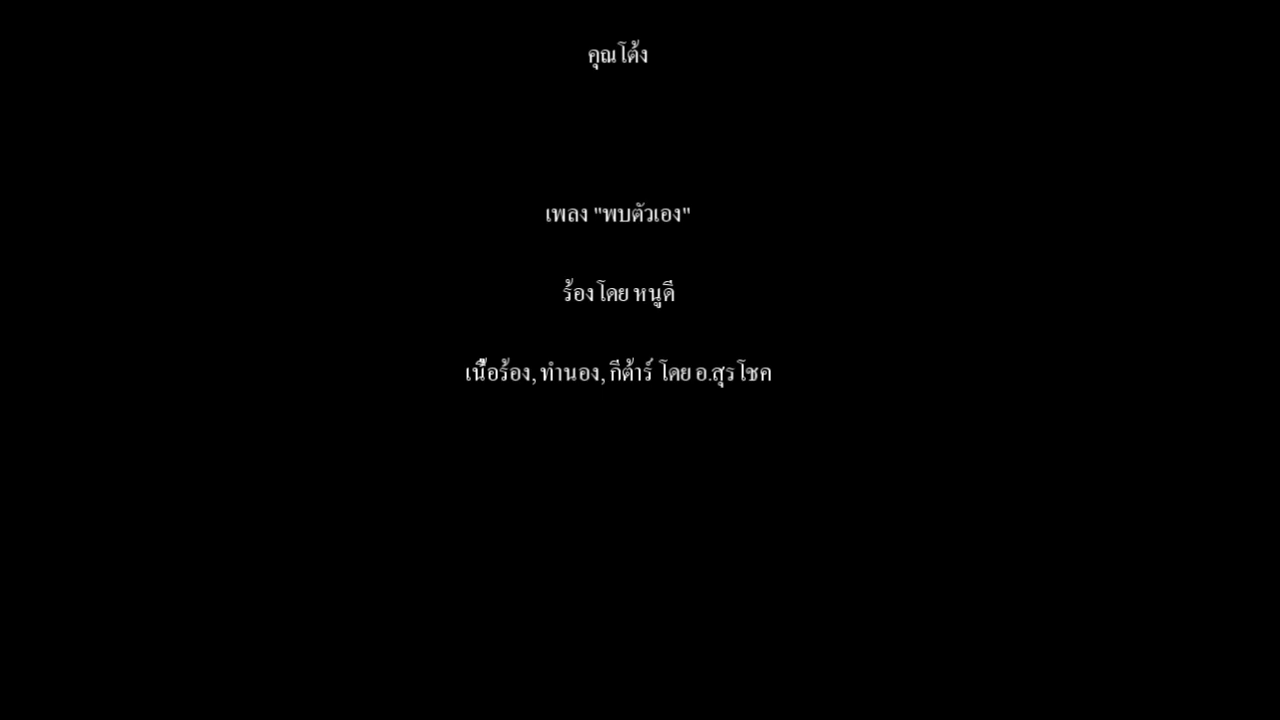 คุณโต้ง
เพลง "พบตัวเอง"
ร้องโดย หนูดี
เนื้อร้อง, ทำนอง, กีต้าร์ โดย อ.สุรโชค